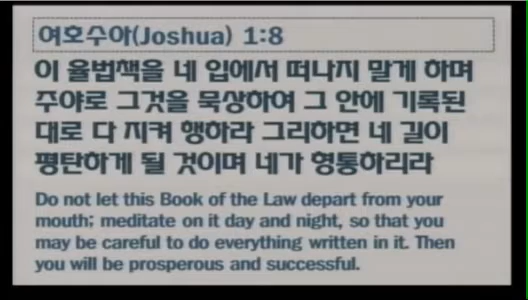 여호수아(Joshua) 1:8
이 율법책을 네 입에서 떠나지 말게 하며
주야로 그것을 묵상하여 그 안에 기록된
대로 다 지켜 행하라 그리하면 네 길이
평탄하게 될 것이며 네가 형통하리라
Do not let this Book of the Law depart from your
mouth; meditate on it day and night, so that you
may be careful to do everything written in it. Then
you will be prosperous and successful.